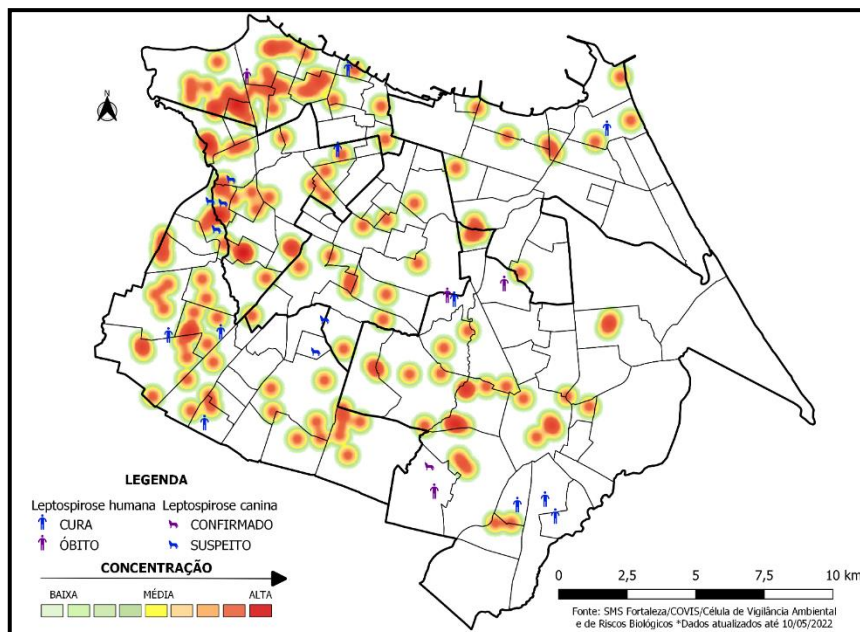 N
LEGENDA
Leptospirose humana Leptospirose canina
CURA CONFIRMADO
ÓBITO SUSPEITO
CONCENTRAÇÃO
BAIXA MÉDIA ALTA
0 2,5 5 7,5 10 km
Fonte: SMS Fortaleza/COVIS/Célula de Vigilância Ambiental
e de Riscos Biológicos *Dados atualizados até 10/05/2022